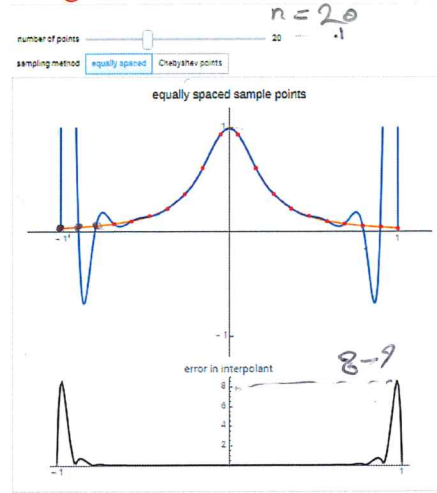 n = 20
number of points 20 .1
sampling method equally spaced Chebyshev points
equally spaced sample points
1
-1 1
-1
error in interpolant 8-9
8
6
4
2
-1 1